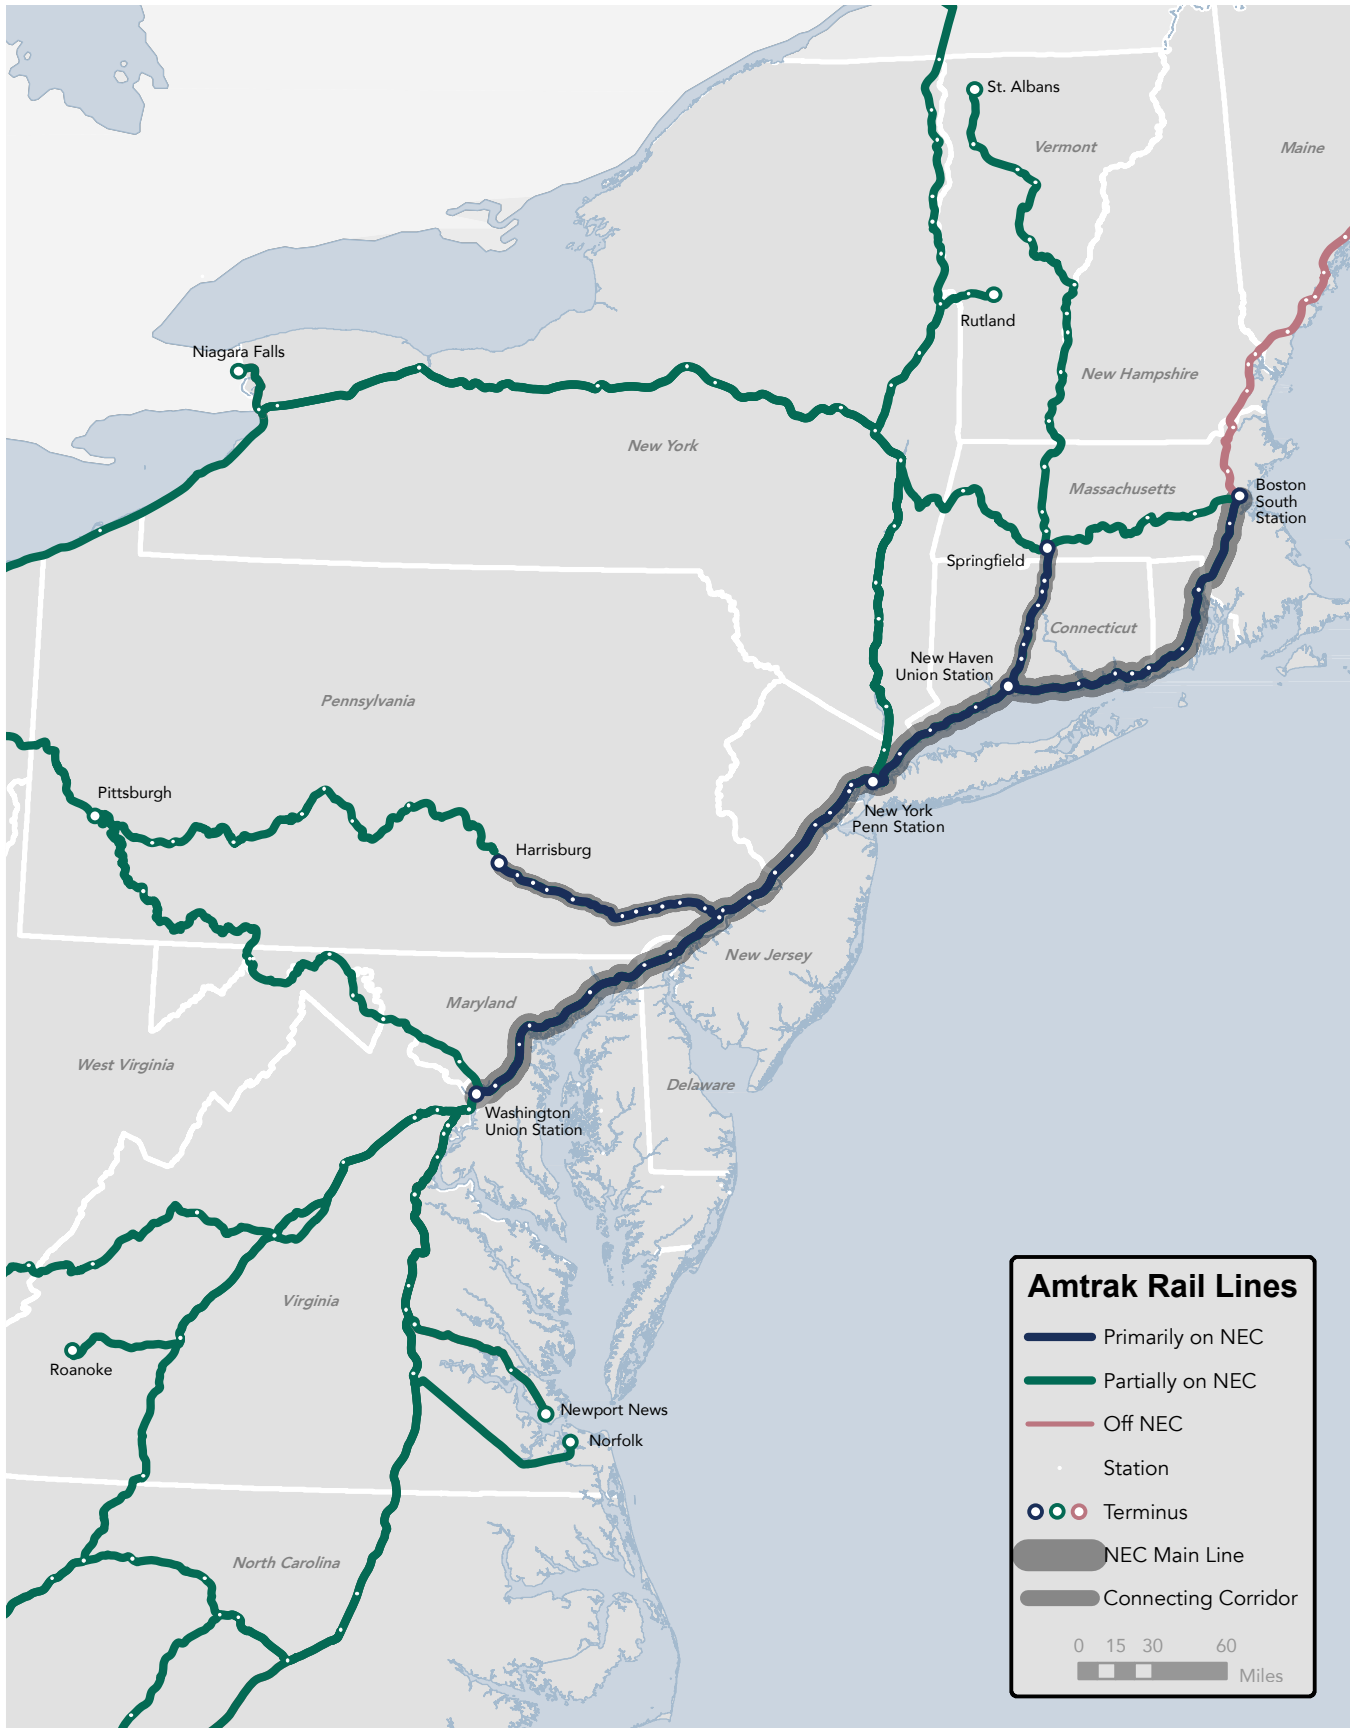 St. Albans
Vermont
Maine
Rutland
Niagara Falls
New Hampshire
New York
Massachusetts
Boston
South
Station
Springfield
Connecticut
New Haven
Union Station
Pennsylvania
Pittsburgh
New York
Penn Station
Harrisburg
New Jersey
Maryland
West Virginia
Delaware
Washington
Union Station
Virginia
Roanoke
Newport News
Norfolk
North Carolina
Amtrak Rail Lines
Primarily on NEC
Partially on NEC
Off NEC
Station
Terminus
NEC Main Line
Connecting Corridor
0 15 30 60
Miles